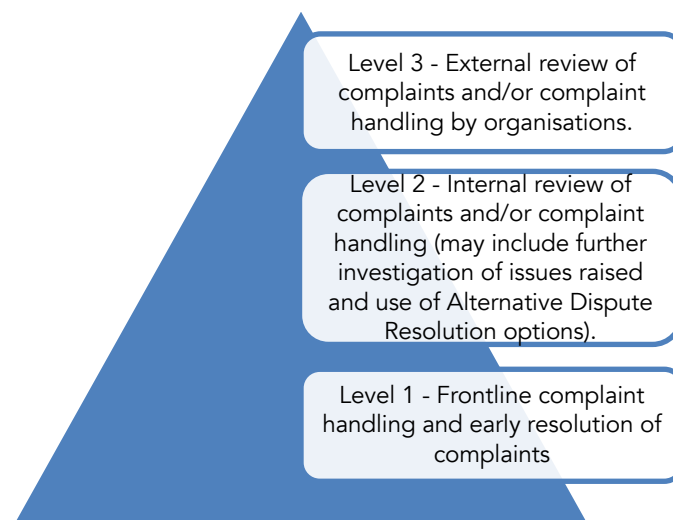 Level 3 - External review of
complaints and/or complaint
handling by organisations.
Level 2 - Internal review of
complaints and/or complaint
handling (may include further
investigation of issues raised
and use of Alternative Dispute
Resolution options).
Level 1 - Frontline complaint
handling and early resolution of
complaints